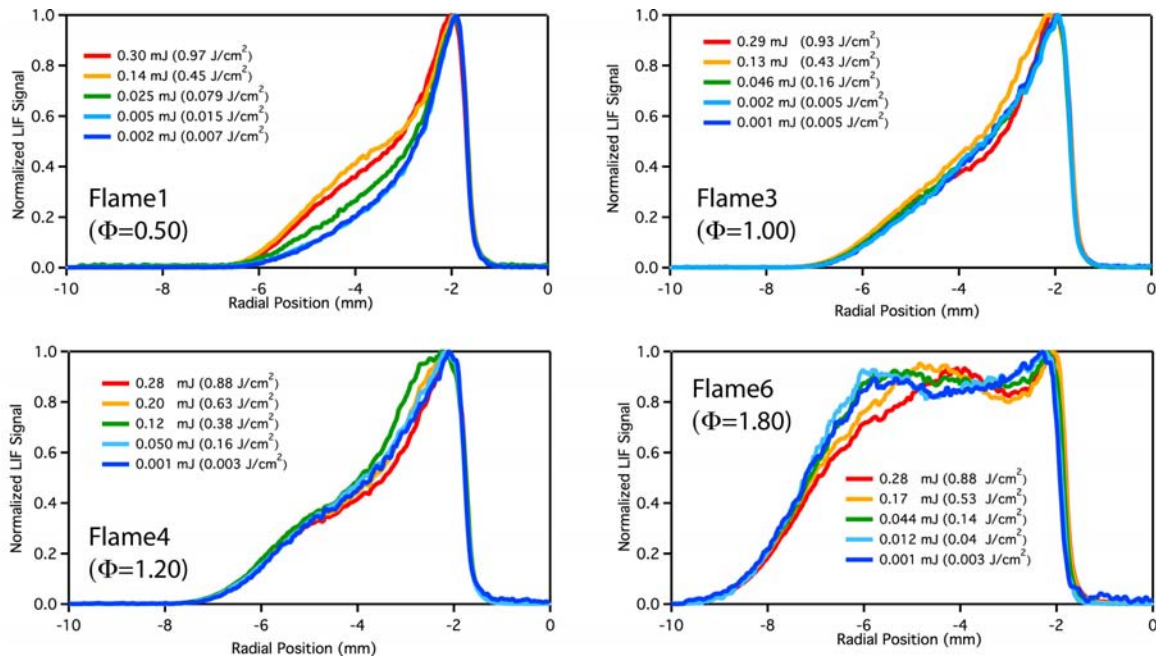 Normalized LIF Signal
1.0
0.8
0.6
0.4
0.2
0.0
0.30 mJ (0.97 J/cm²)
0.14 mJ (0.45 J/cm²)
0.025 mJ (0.079 J/cm²)
0.005 mJ (0.015 J/cm²)
0.002 mJ (0.007 J/cm²)
Flame1
(Φ=0.50)
-10 -8 -6 -4 -2 0
Radial Position (mm)
Normalized LIF Signal
1.0
0.8
0.6
0.4
0.2
0.0
0.29 mJ (0.93 J/cm²)
0.13 mJ (0.43 J/cm²)
0.046 mJ (0.16 J/cm²)
0.002 mJ (0.005 J/cm²)
0.001 mJ (0.005 J/cm²)
Flame3
(Φ=1.00)
-10 -8 -6 -4 -2 0
Radial Position (mm)
Normalized LIF Signal
1.0
0.8
0.6
0.4
0.2
0.0
0.28 mJ (0.88 J/cm²)
0.20 mJ (0.63 J/cm²)
0.12 mJ (0.38 J/cm²)
0.050 mJ (0.16 J/cm²)
0.001 mJ (0.003 J/cm²)
Flame4
(Φ=1.20)
-10 -8 -6 -4 -2 0
Radial Position (mm)
Normalized LIF Signal
1.0
0.8
0.6
0.4
0.2
0.0
Flame6
(Φ=1.80)
0.28 mJ (0.88 J/cm²)
0.17 mJ (0.53 J/cm²)
0.044 mJ (0.14 J/cm²)
0.012 mJ (0.04 J/cm²)
0.001 mJ (0.003 J/cm²)
-10 -8 -6 -4 -2 0
Radial Position (mm)